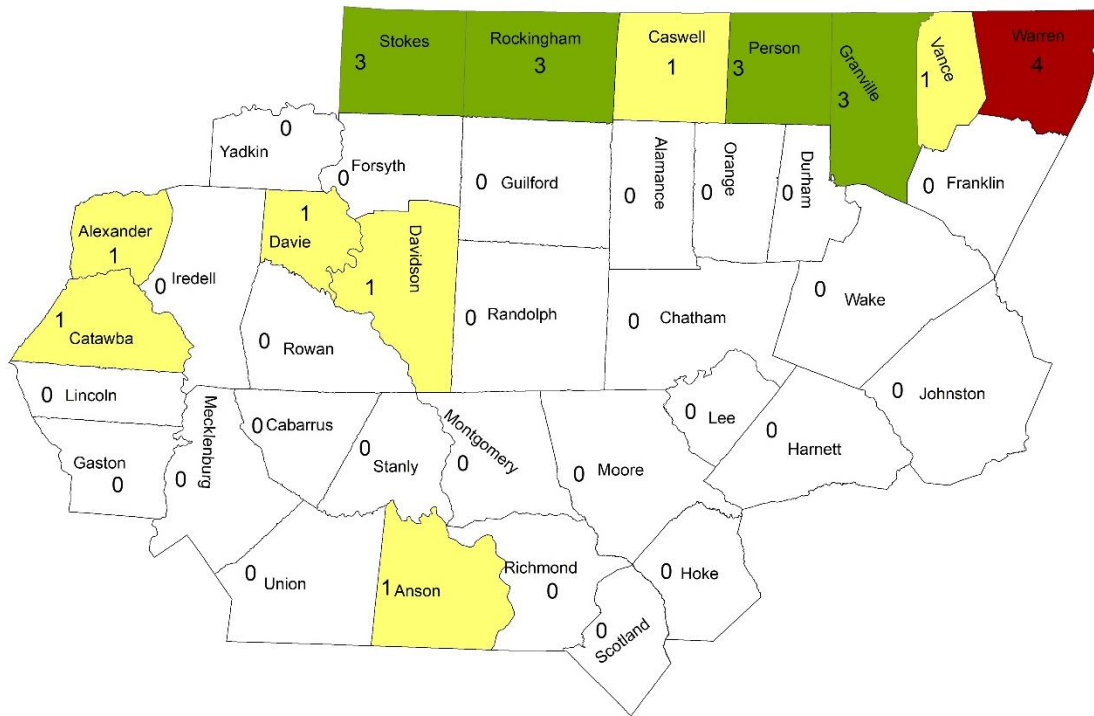 Stokes
3
Rockingham
3
Caswell
1
Person
3
Granville
3
Vance
1
Warren
4
Yadkin
0
Forsyth
0
Guilford
0
Alamance
0
Orange
0
Durham
0
Franklin
0
Alexander
1
Iredell
0
Davie
1
Davidson
1
Catawba
1
Rowan
0
Randolph
0
Chatham
0
Wake
0
Johnston
0
Lincoln
0
Gaston
0
Mecklenburg
0
Cabarrus
0
Stanly
0
Montgomery
0
Moore
0
Lee
0
Harnett
0
Union
0
Anson
1
Richmond
0
Scotland
0
Hoke
0